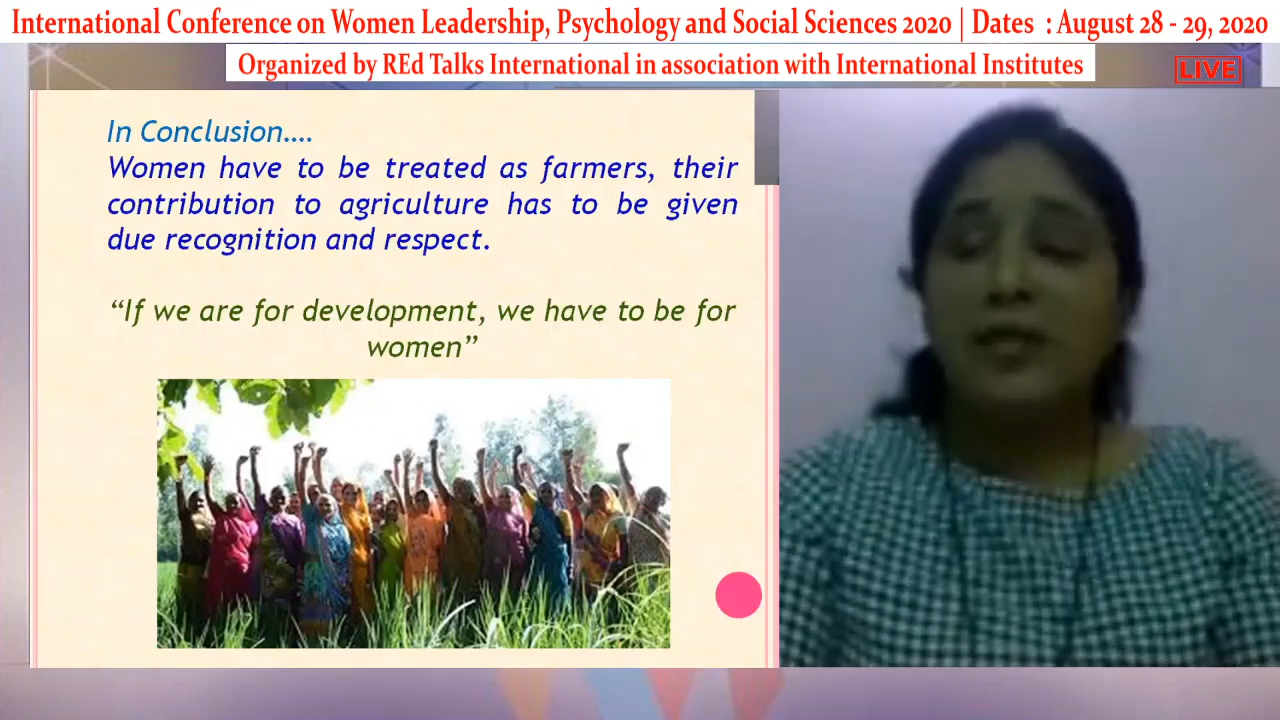 International Conference on Women Leadership, Psychology and Social Sciences 2020 | Dates : August 28 - 29, 2020
Organized by REd Talks International in association with International Institutes
LIVE
In Conclusion....
Women have to be treated as farmers, their
contribution to agriculture has to be given
due recognition and respect.
“If we are for development, we have to be for
women”